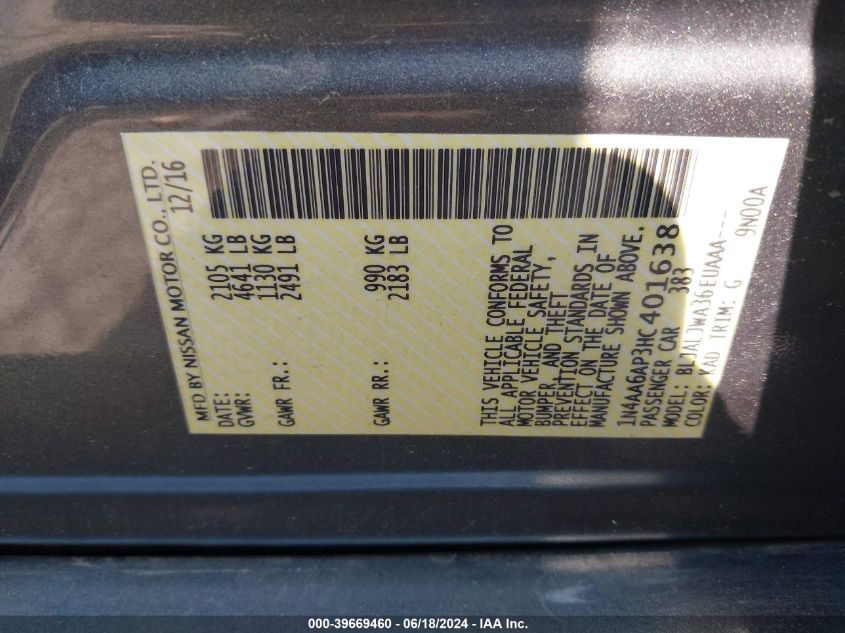 MFD BY NISSAN MOTOR CO., LTD.
DATE: 12/16
GVWR: 2105 KG
4641 LB
GAWR FR.: 1130 KG
2491 LB
GAWR RR.: 990 KG
2183 LB
THIS VEHICLE CONFORMS TO
ALL APPLICABLE FEDERAL
MOTOR VEHICLE SAFETY,
BUMPER, AND THEFT
PREVENTION STANDARDS IN
EFFECT ON THE DATE OF
MANUFACTURE SHOWN ABOVE.
1N4AA6AP3HC401638
PASSENGER CAR 383
MODEL: BLJALJWA36EUAAA----
COLOR: KAD TRIM: G 9N00A
000-39669460 - 06/18/2024 - IAA Inc.